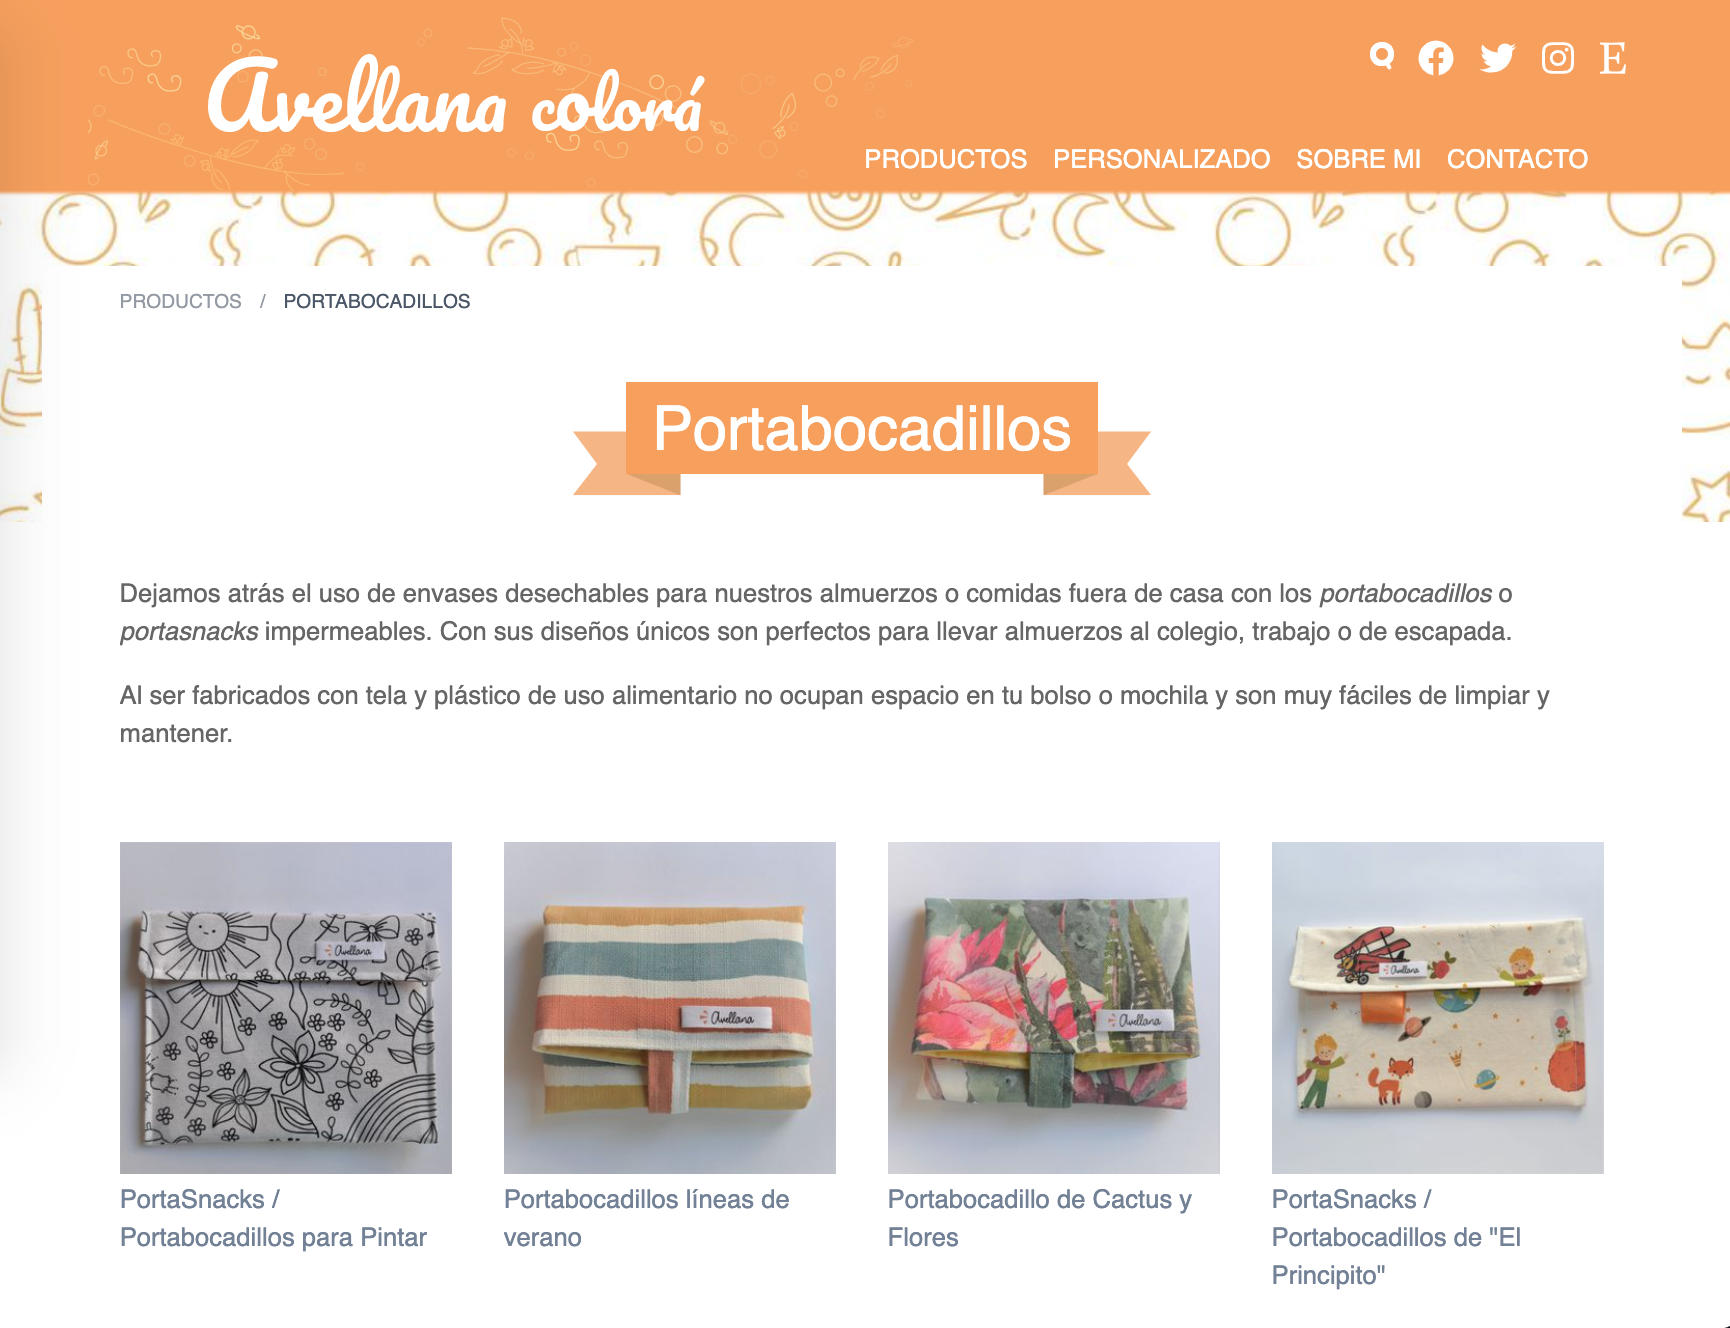 Avellana colorá
E
PRODUCTOS PERSONALIZADO SOBRE MI CONTACTO
PRODUCTOS / PORTABOCADILLOS
Portabocadillos
Dejamos atrás el uso de envases desechables para nuestros almuerzos o comidas fuera de casa con los portabocadillos o
portasnacks impermeables. Con sus diseños únicos son perfectos para llevar almuerzos al colegio, trabajo o de escapada.
Al ser fabricados con tela y plástico de uso alimentario no ocupan espacio en tu bolso o mochila y son muy fáciles de limpiar y
mantener.
Avellana
Avellana
Avellana
Avellana
PortaSnacks /
Portabocadillos para Pintar
Portabocadillos líneas de
verano
Portabocadillo de Cactus y
Flores
PortaSnacks /
Portabocadillos de "El
Principito"